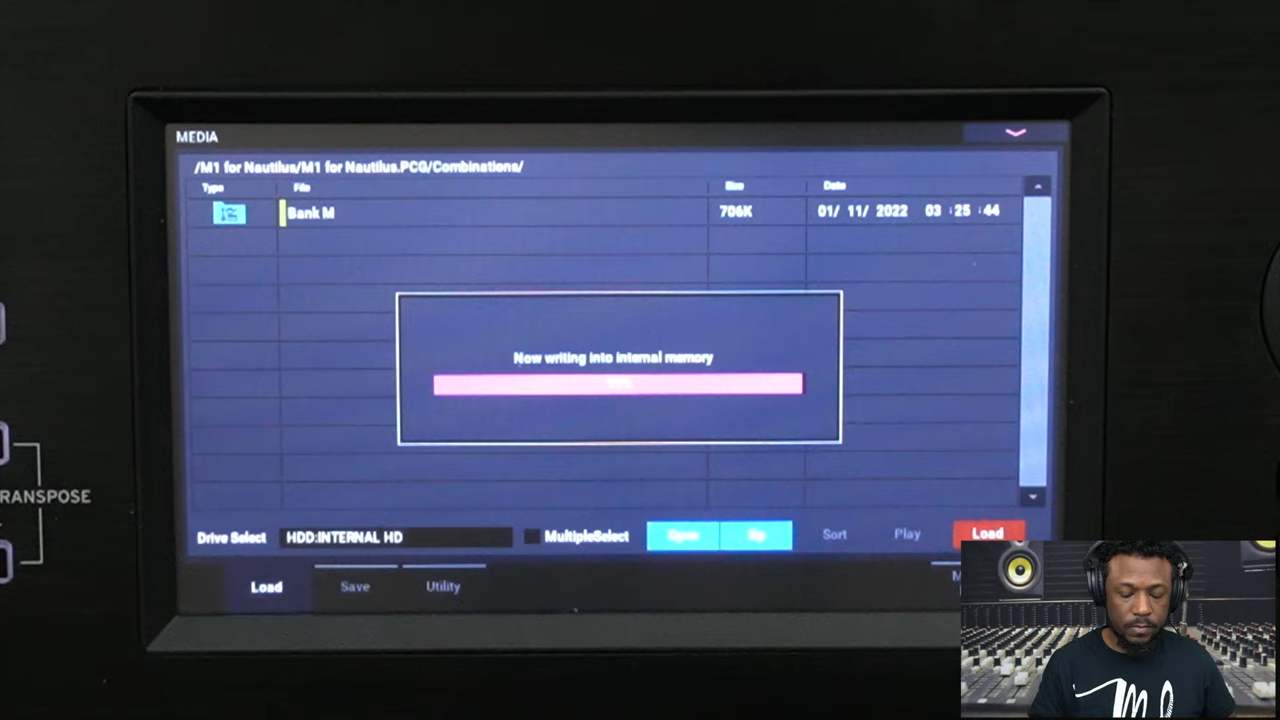 MEDIA
/M1 for Nautilus/M1 for Nautilus.PCG/Combinations/
Type File Size Date
Bank M 706K 01/ 11/ 2022 03 :25 :44
Now writing into internal memory
Drive Select HDD:INTERNAL HD MultipleSelect Open Up Sort Play Load
Load Save Utility
RANSPOSE